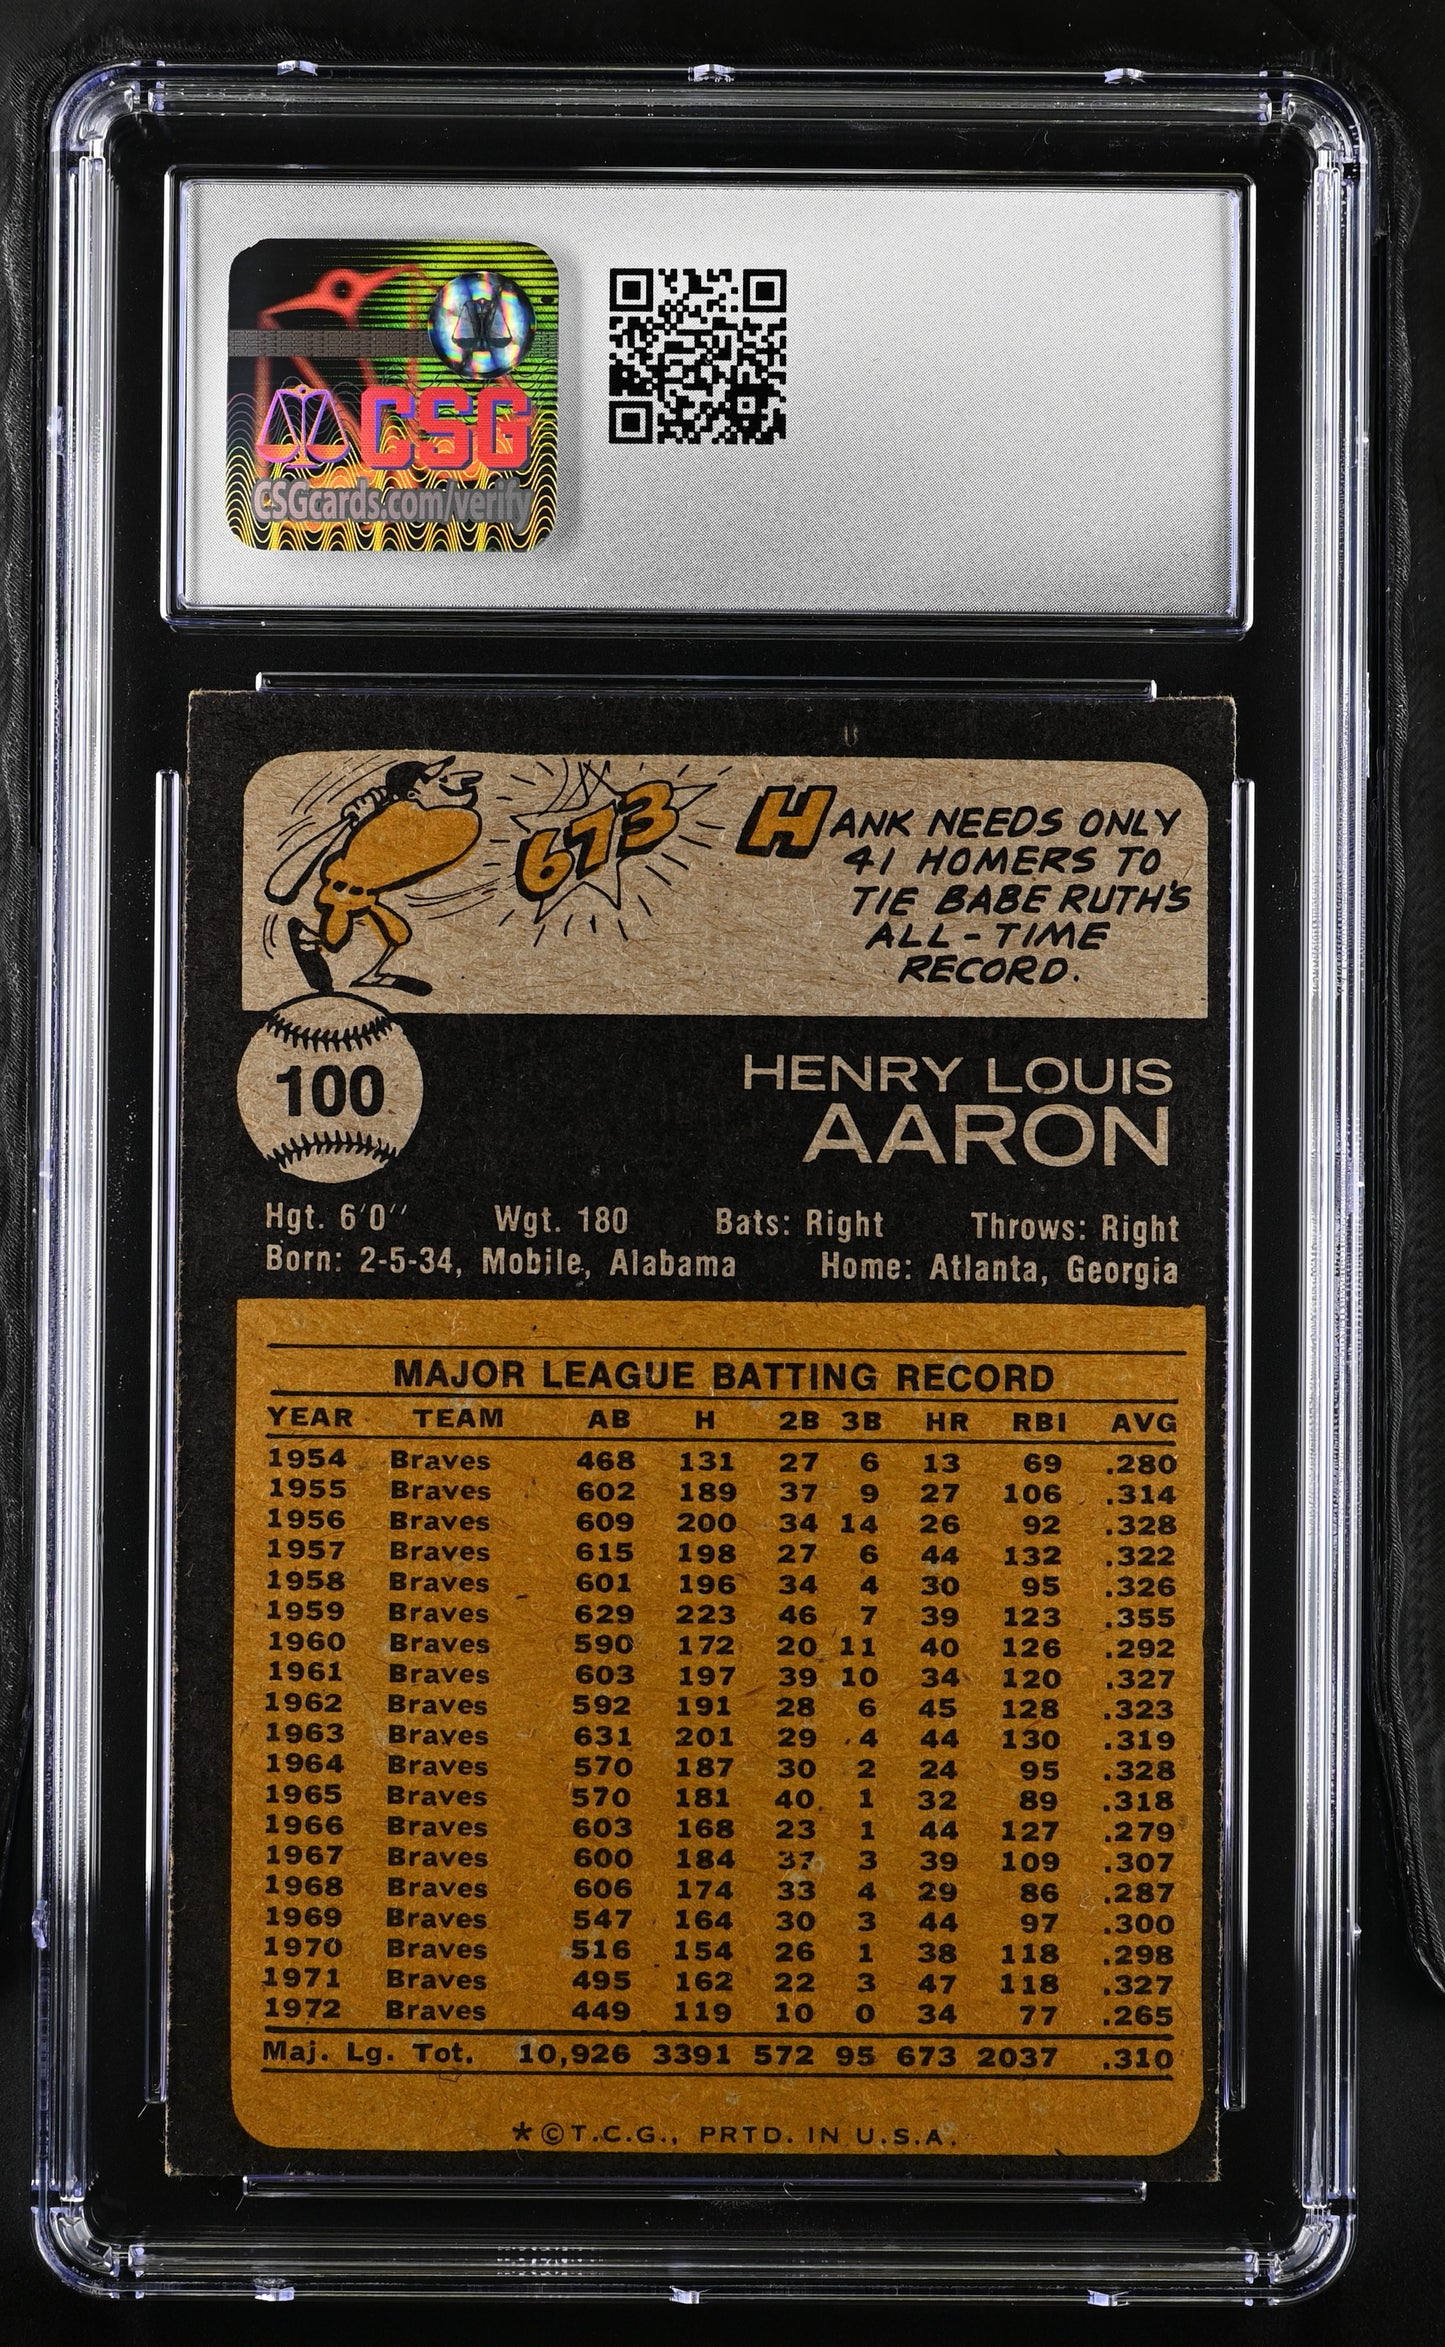 CSG
CSGcards.com/verify
673
HANK NEEDS ONLY
41 HOMERS TO
TIE BABE RUTH'S
ALL-TIME
RECORD.
100
HENRY LOUIS
AARON
Hgt. 6'0'' Wgt. 180 Bats: Right Throws: Right
Born: 2-5-34, Mobile, Alabama Home: Atlanta, Georgia
MAJOR LEAGUE BATTING RECORD
YEAR TEAM AB H 2B 3B HR RBI AVG
1954 Braves 468 131 27 6 13 69 .280
1955 Braves 602 189 37 9 27 106 .314
1956 Braves 609 200 34 14 26 92 .328
1957 Braves 615 198 27 6 44 132 .322
1958 Braves 601 196 34 4 30 95 .326
1959 Braves 629 223 46 7 39 123 .355
1960 Braves 590 172 20 11 40 126 .292
1961 Braves 603 197 39 10 34 120 .327
1962 Braves 592 191 28 6 45 128 .323
1963 Braves 631 201 29 4 44 130 .319
1964 Braves 570 187 30 2 24 95 .328
1965 Braves 570 181 40 1 32 89 .318
1966 Braves 603 168 23 1 44 127 .279
1967 Braves 600 184 37 3 39 109 .307
1968 Braves 606 174 33 4 29 86 .287
1969 Braves 547 164 30 3 44 97 .300
1970 Braves 516 154 26 1 38 118 .298
1971 Braves 495 162 22 3 47 118 .327
1972 Braves 449 119 10 0 34 77 .265
Maj. Lg. Tot. 10,926 3391 572 95 673 2037 .310
*©T.C.G., PRTD. IN U.S.A.